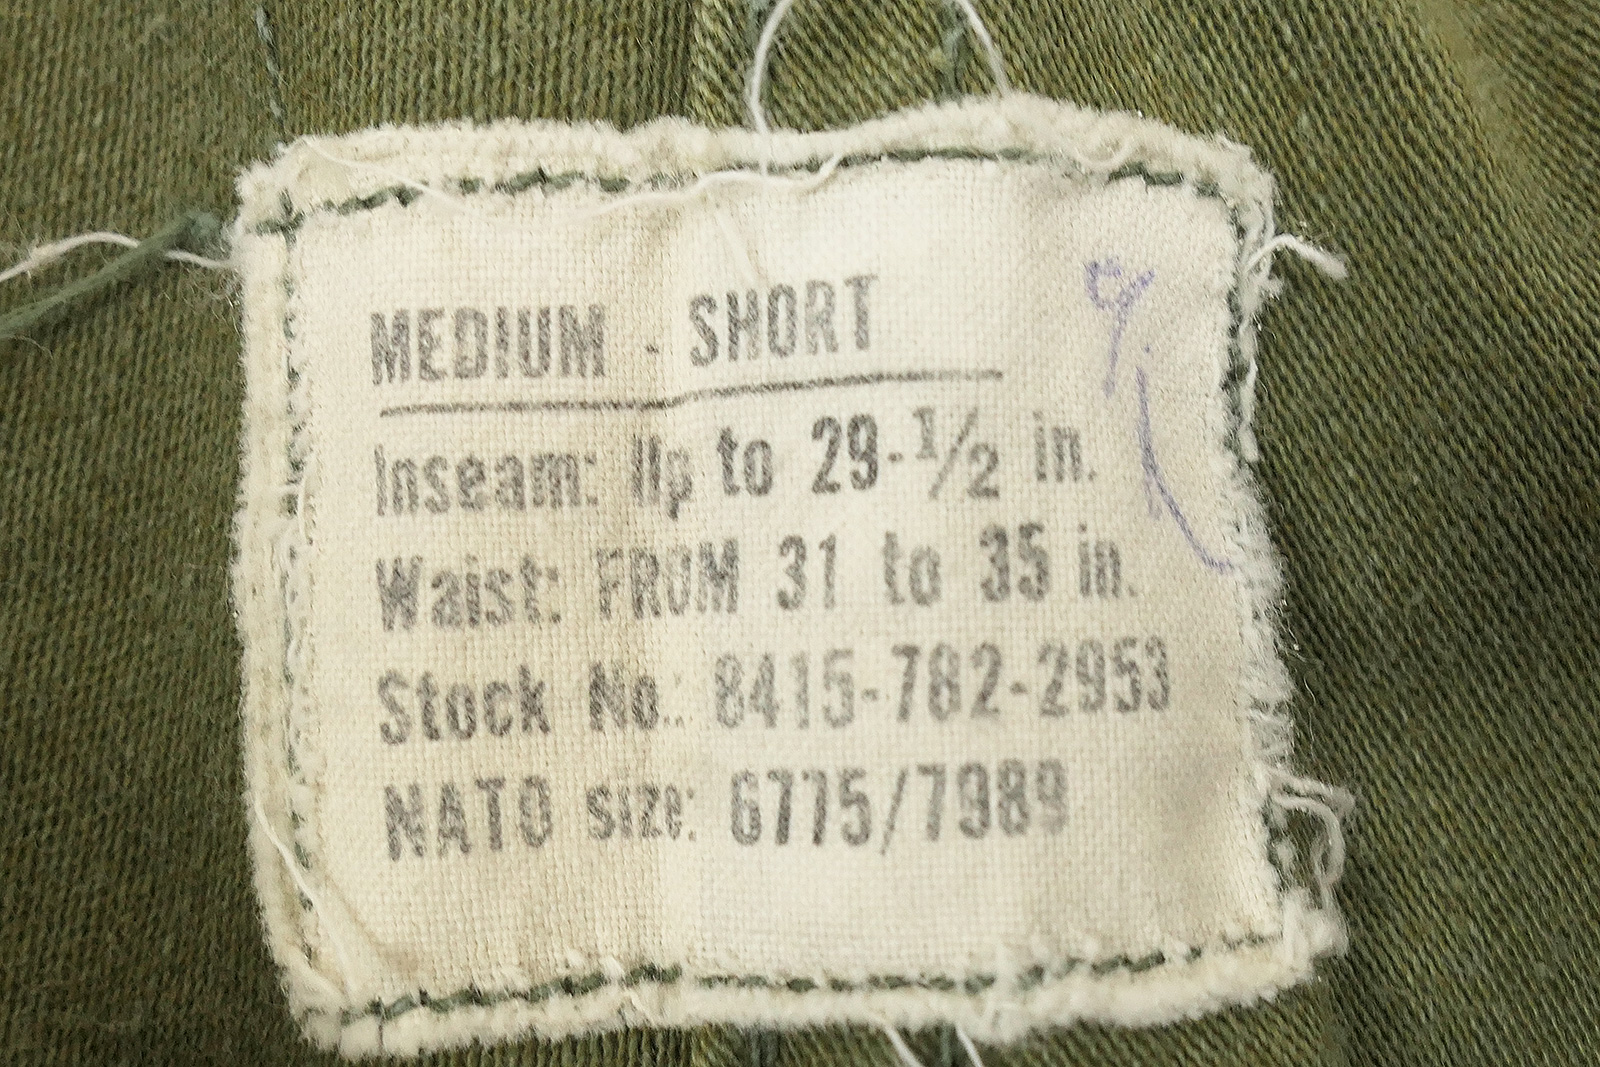 MEDIUM - SHORT
Inseam: Up to 29-1/2 in.
Waist: FROM 31 to 35 in.
Stock No.: 8415-782-2953
NATO size: 6775/7989